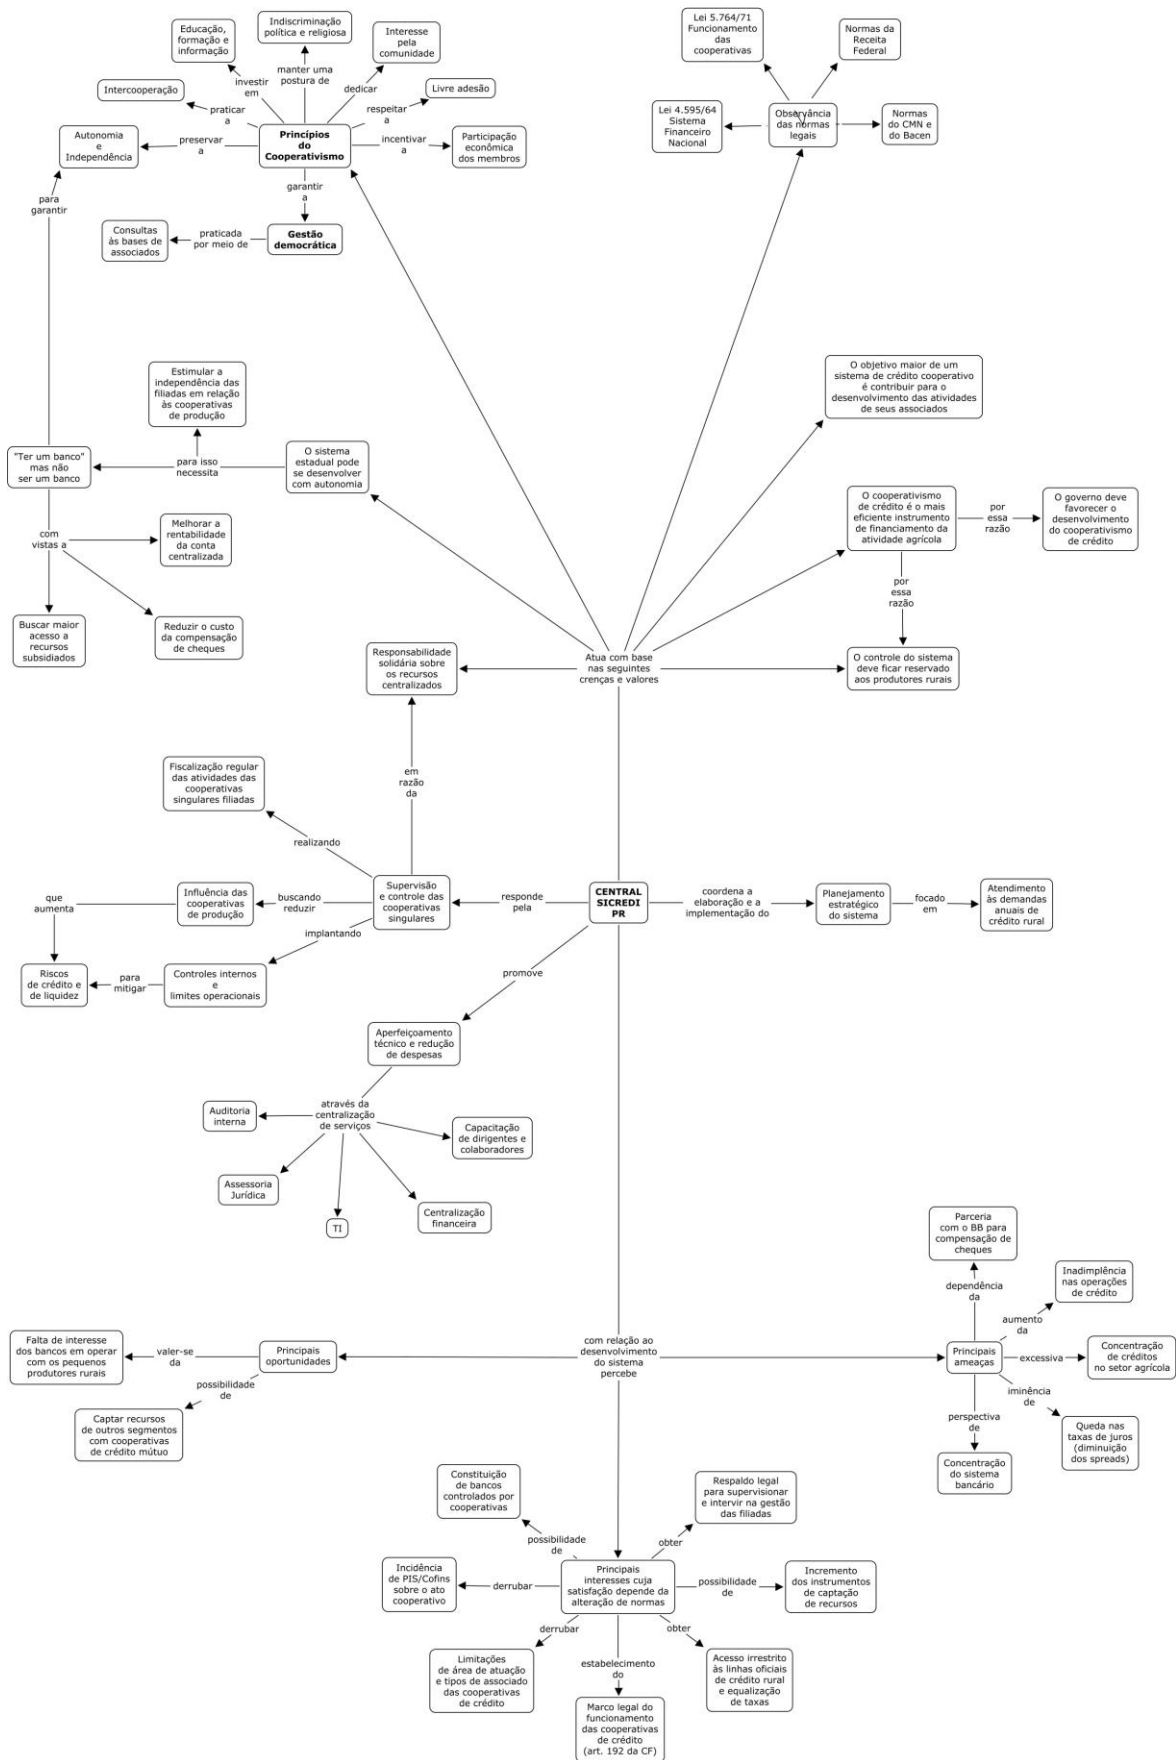 Educação,
formação e
informação
Indiscriminação
política e religiosa
Interesse
pela
comunidade
Intercooperação
investir
em
manter uma
postura de
dedicar
Livre adesão
praticar
a
respeitar
a
Autonomia
e
Independência
preservar
a
Princípios
do
Cooperativismo
incentivar
a
Participação
econômica
dos membros
para
garantir
garantir
a
Consultas
às bases de
associados
praticada
por meio de
Gestão
democrática
Lei 5.764/71
Funcionamento
das
cooperativas
Normas da
Receita
Federal
Lei 4.595/64
Sistema
Financeiro
Nacional
Observância
das normas
legais
Normas
do CMN e
do Bacen
Estimular a
independência das
filiadas em relação
às cooperativas
de produção
"Ter um banco"
mas não
ser um banco
para isso
necessita
O sistema
estadual pode
se desenvolver
com autonomia
com
vistas a
Melhorar a
rentabilidade
da conta
centralizada
Buscar maior
acesso a
recursos
subsidiados
Reduzir o custo
da compensação
de cheques
O objetivo maior de um
sistema de crédito cooperativo
é contribuir para o
desenvolvimento das atividades
de seus associados
O cooperativismo
de crédito é o mais
eficiente instrumento
de financiamento da
atividade agrícola
por
essa
razão
O governo deve
favorecer o
desenvolvimento
do cooperativismo
de crédito
por
essa
razão
Responsabilidade
solidária sobre
os recursos
centralizados
Atua com base
nas seguintes
crenças e valores
O controle do sistema
deve ficar reservado
aos produtores rurais
em
razão
da
Fiscalização regular
das atividades das
cooperativas
singulares filiadas
realizando
que
aumenta
Influência das
cooperativas
de produção
buscando
reduzir
Supervisão
e controle das
cooperativas
singulares
responde
pela
CENTRAL
SICREDI
PR
coordena a
elaboração e a
implementação do
Planejamento
estratégico
do sistema
focado
em
Atendimento
às demandas
anuais de
crédito rural
implantando
Riscos
de crédito e
de liquidez
para
mitigar
Controles internos
e
limites operacionais
promove
Aperfeiçoamento
técnico e redução
de despesas
Auditoria
interna
através da
centralização
de serviços
Capacitação
de dirigentes e
colaboradores
Assessoria
Jurídica
TI
Centralização
financeira
Parceria
com o BB para
compensação de
cheques
dependência
da
Inadimplência
nas operações
de crédito
aumento
da
Falta de interesse
dos bancos em operar
com os pequenos
produtores rurais
valer-se
da
Principais
oportunidades
com relação ao
desenvolvimento
do sistema
percebe
Principais
ameaças
excessiva
Concentração
de créditos
no setor agrícola
possibilidade
de
iminência
de
Captar recursos
de outros segmentos
com cooperativas
de crédito mútuo
perspectiva
de
Queda nas
taxas de juros
(diminuição
dos spreads)
Concentração
do sistema
bancário
Constituição
de bancos
controlados por
cooperativas
Respaldo legal
para supervisionar
e intervir na gestão
das filiadas
possibilidade
de
obter
Incidência
de PIS/Cofins
sobre o ato
cooperativo
derrubar
Principais
interesses cuja
satisfação depende da
alteração de normas
possibilidade
de
Incremento
dos instrumentos
de captação
de recursos
derrubar
obter
Limitações
de área de atuação
e tipos de associado
das cooperativas
de crédito
estabelecimento
do
Acesso irrestrito
às linhas oficiais
de crédito rural
e equalização
de taxas
Marco legal do
funcionamento
das cooperativas
de crédito
(art. 192 da CF)